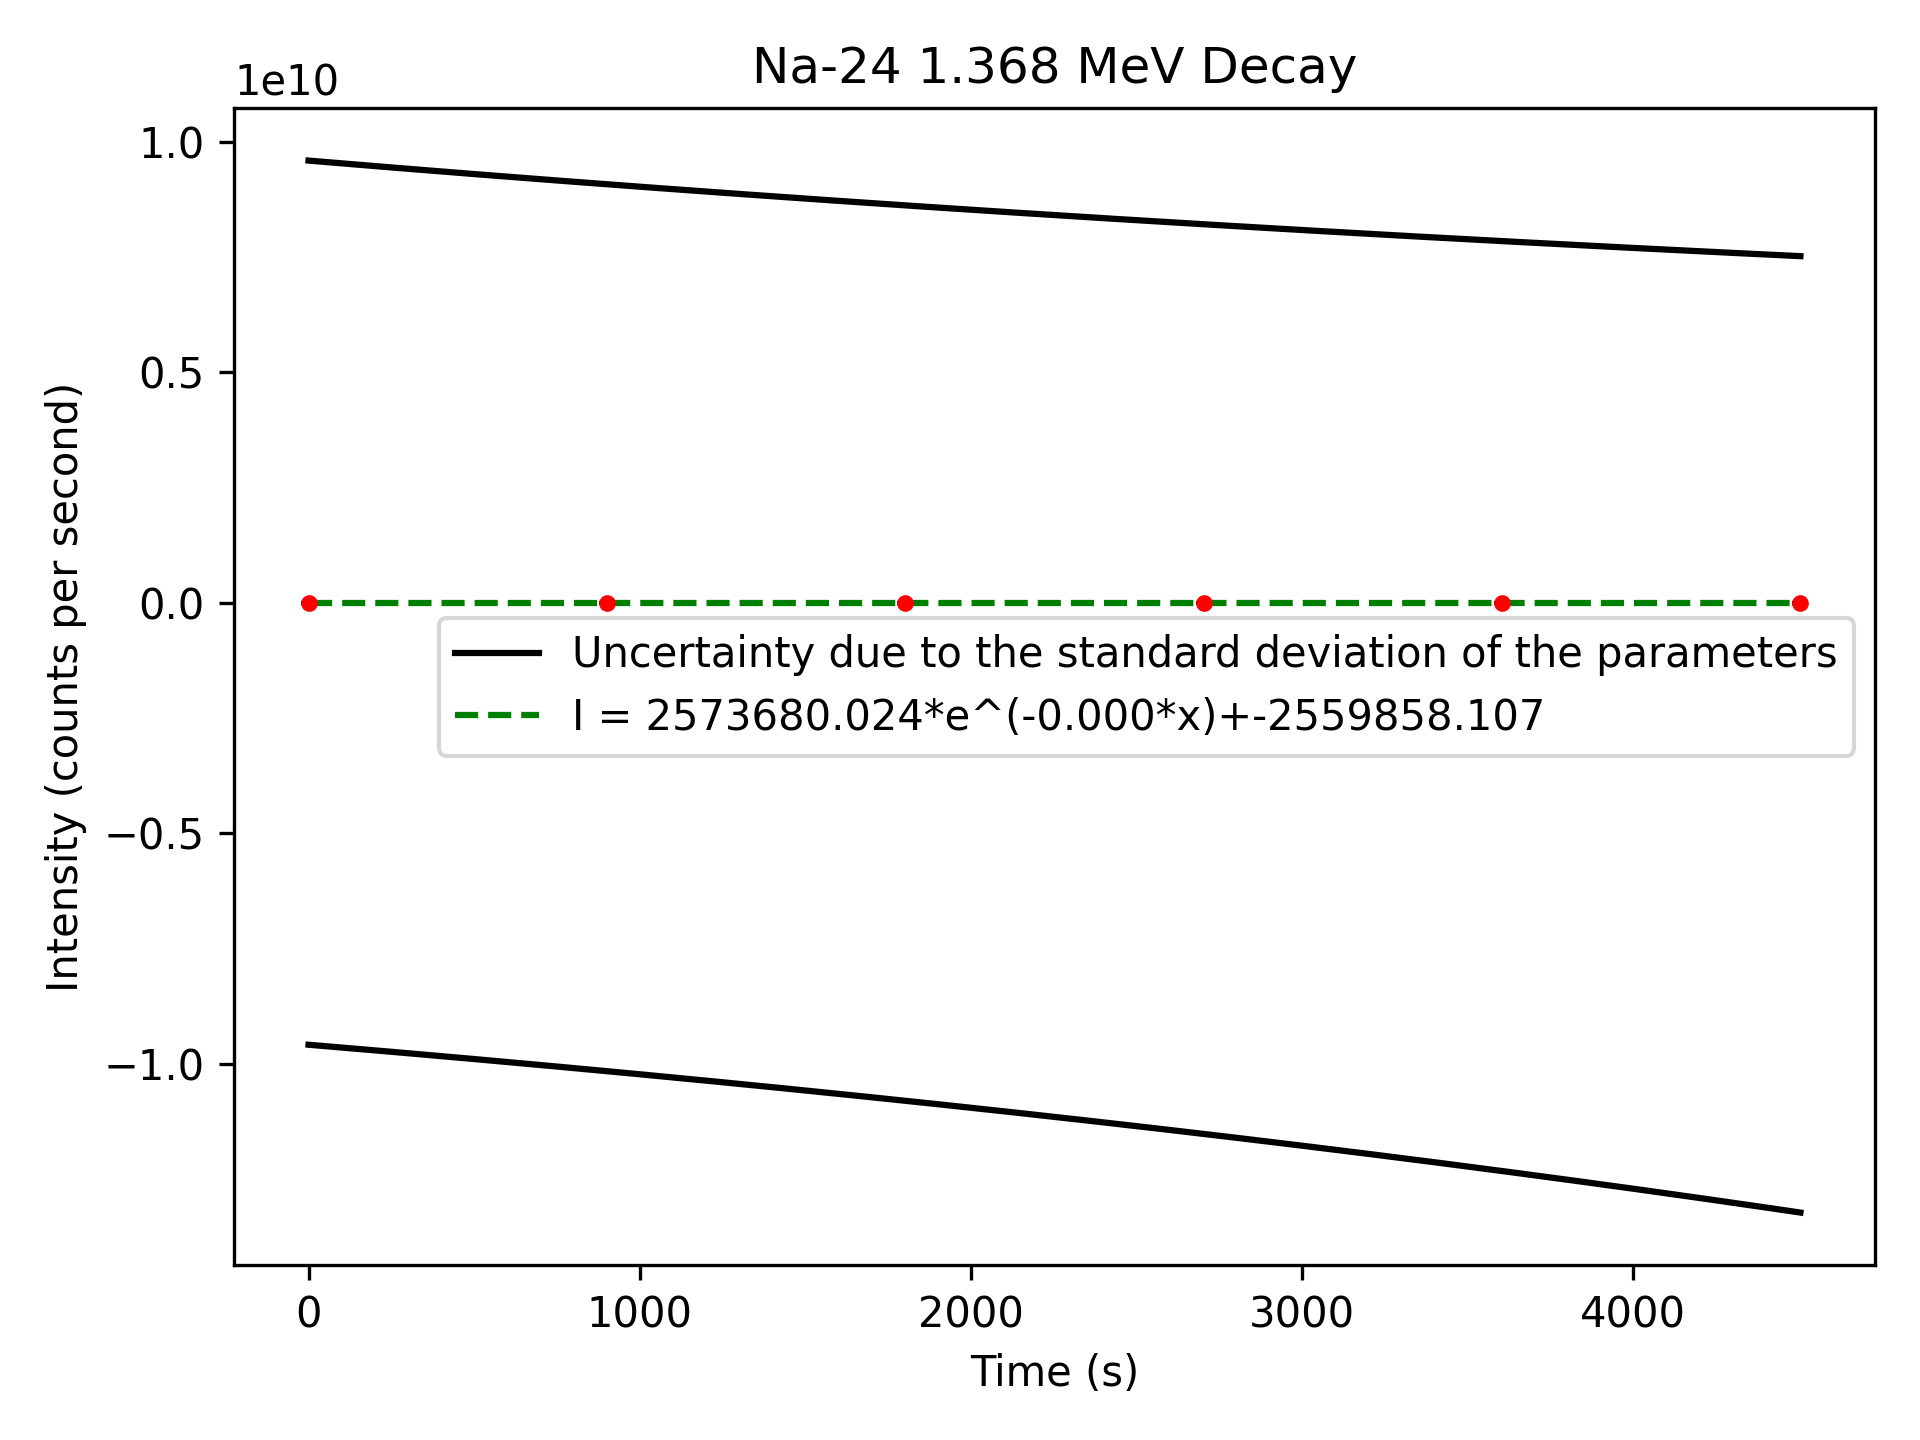 Na-24 1.368 MeV Decay
1e10
1.0
0.5
0.0
−0.5
−1.0
Intensity (counts per second)
Uncertainty due to the standard deviation of the parameters
I = 2573680.024*e^(-0.000*x)+-2559858.107
0 1000 2000 3000 4000
Time (s)